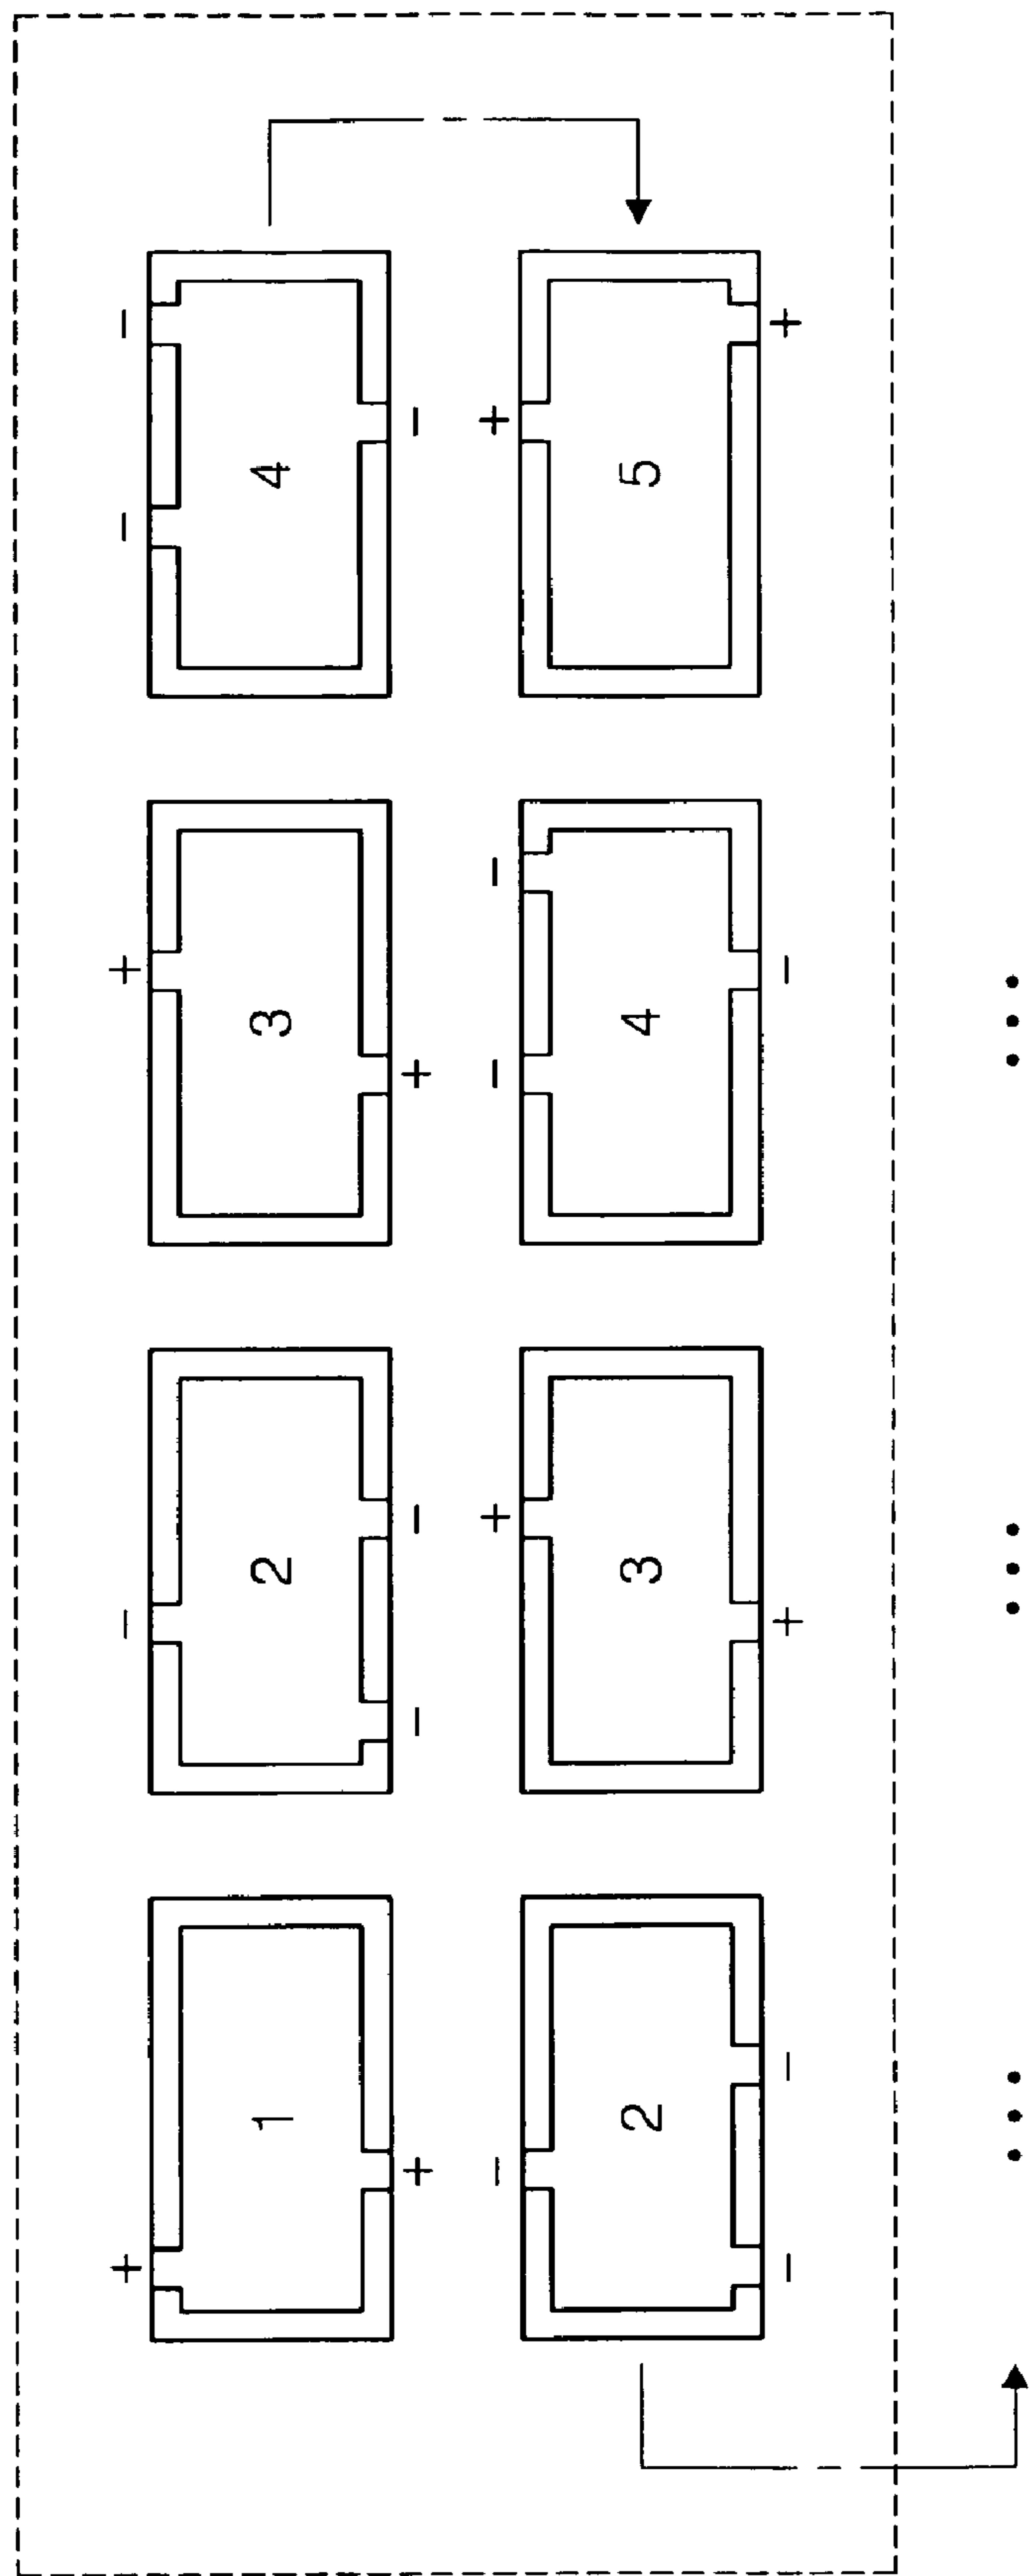 + − + − −
1 2 3 4
+ − − + −
− + − − +
2 3 4 5
− − + − +
... ... ...